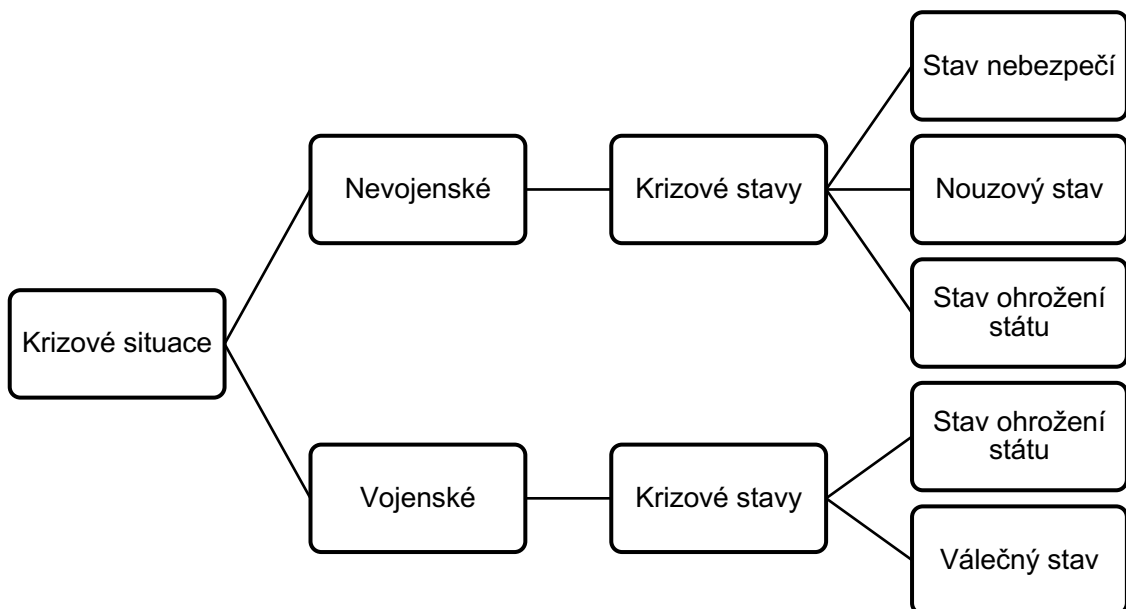 Stav nebezpečí
Nevojenské
Krizové stavy
Nouzový stav
Stav ohrožení
státu
Krizové situace
Stav ohrožení
státu
Vojenské
Krizové stavy
Válečný stav